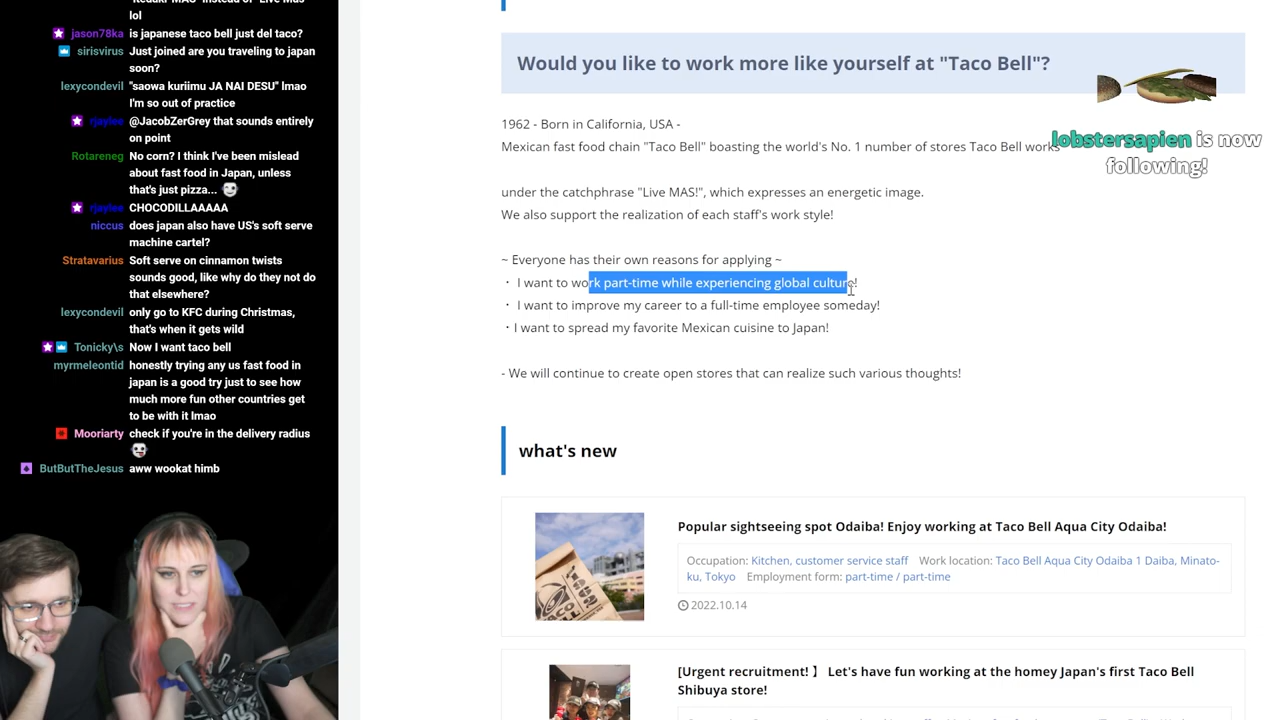 lol
jason78ka is japanese taco bell just del taco?
sirisvirus Just joined are you traveling to japan
soon?
lexycondevil "saowa kuriimu JA NAI DESU" lmao
I'm so out of practice
rjaylee @JacobZerGrey that sounds entirely
on point
Rotareneg No corn? I think I've been mislead
about fast food in Japan, unless
that's just pizza...
rjaylee CHOCODILLAAAAA
niccus does japan also have US's soft serve
machine cartel?
Stratavarius Soft serve on cinnamon twists
sounds good, like why do they not do
that elsewhere?
lexycondevil only go to KFC during Christmas,
that's when it gets wild
Tonicky\s Now I want taco bell
myrmeleontid honestly trying any us fast food in
japan is a good try just to see how
much more fun other countries get
to be with it lmao
Mooriarty check if you're in the delivery radius
ButButTheJesus aww wookat himb
Would you like to work more like yourself at "Taco Bell"?
1962 - Born in California, USA -
Mexican fast food chain "Taco Bell" boasting the world's No. 1 number of stores Taco Bell works
lobstersapien is now
following!
under the catchphrase "Live MAS!", which expresses an energetic image.
We also support the realization of each staff's work style!
~ Everyone has their own reasons for applying ~
・ I want to work part-time while experiencing global culture!
・ I want to improve my career to a full-time employee someday!
・I want to spread my favorite Mexican cuisine to Japan!
- We will continue to create open stores that can realize such various thoughts!
what's new
Popular sightseeing spot Odaiba! Enjoy working at Taco Bell Aqua City Odaiba!
Occupation: Kitchen, customer service staff Work location: Taco Bell Aqua City Odaiba 1 Daiba, Minato-
ku, Tokyo Employment form: part-time / part-time
2022.10.14
TACO BELL
[Urgent recruitment! 】 Let's have fun working at the homey Japan's first Taco Bell
Shibuya store!